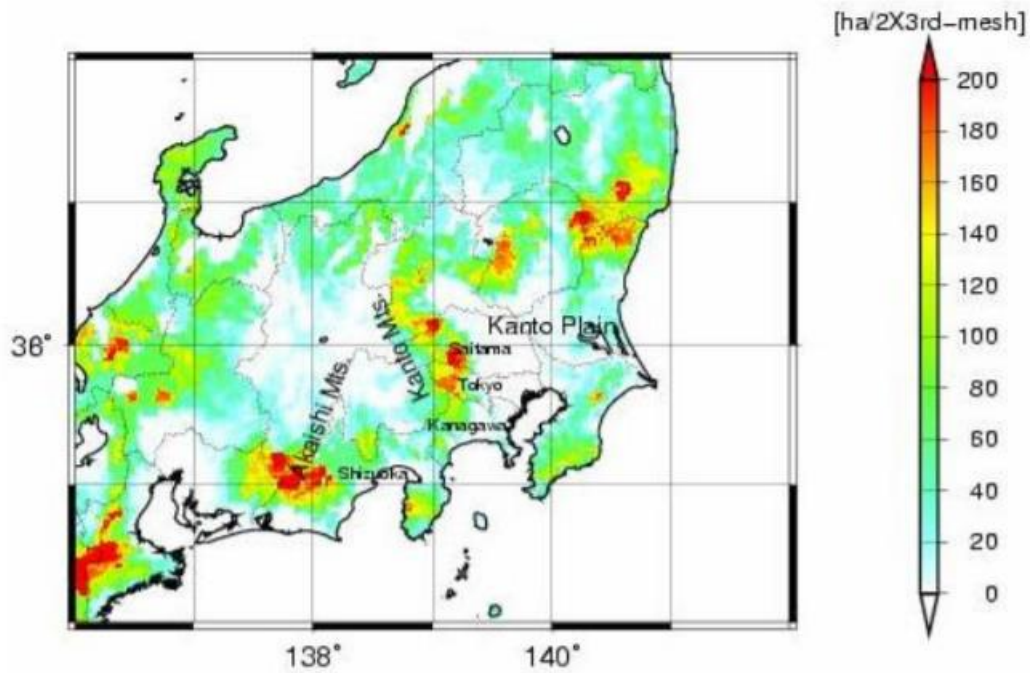 [ha/2X3rd-mesh]
200
180
160
140
120
100
80
60
40
20
0
36°
138°
140°
Kanto Mts.
Kanto Plain
Saitama
Tokyo
Kanagawa
Akaishi Mts.
Shizuoka